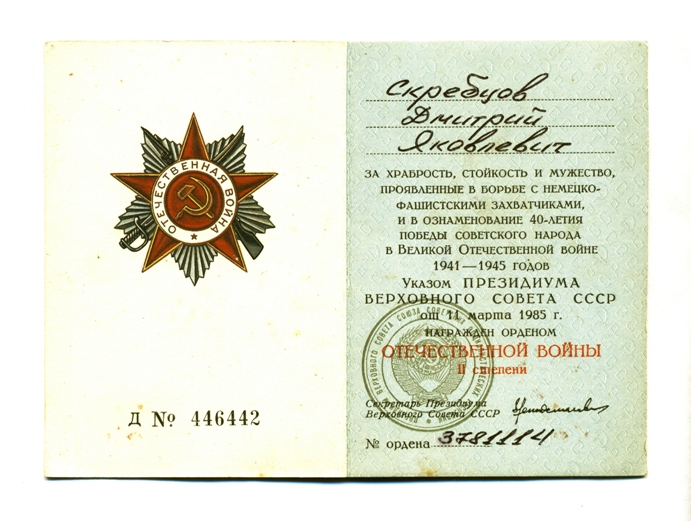 ОТЕЧЕСТВЕННАЯ ВОЙНА
Д № 446442
Скребцов
Дмитрий
Яковлевич
ЗА ХРАБРОСТЬ, СТОЙКОСТЬ И МУЖЕСТВО,
ПРОЯВЛЕННЫЕ В БОРЬБЕ С НЕМЕЦКО-
ФАШИСТСКИМИ ЗАХВАТЧИКАМИ,
И В ОЗНАМЕНОВАНИЕ 40-ЛЕТИЯ
ПОБЕДЫ СОВЕТСКОГО НАРОДА
В ВЕЛИКОЙ ОТЕЧЕСТВЕННОЙ ВОЙНЕ
1941—1945 ГОДОВ
УКАЗОМ ПРЕЗИДИУМА
ВЕРХОВНОГО СОВЕТА СССР
от 11 марта 1985 г.
НАГРАЖДЕН ОРДЕНОМ
ОТЕЧЕСТВЕННОЙ ВОЙНЫ
II степени
Секретарь Президиума
Верховного Совета СССР
№ ордена 3781114